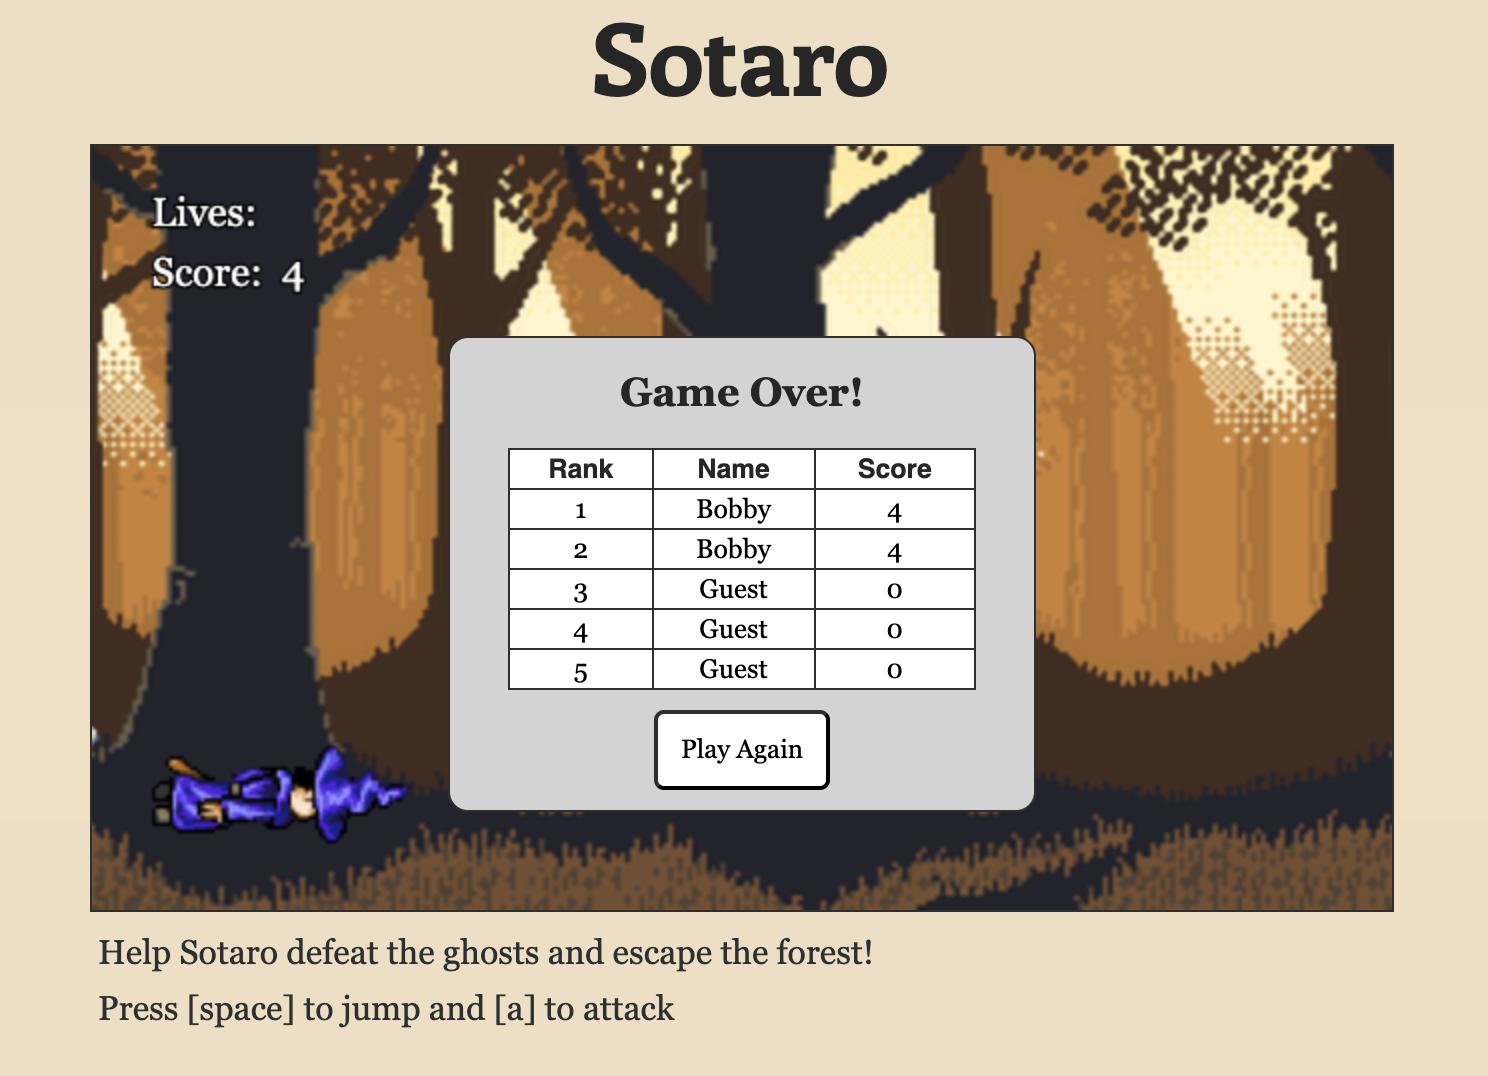 Sotaro
Lives:
Score: 4
Game Over!
Rank Name Score
1 Bobby 4
2 Bobby 4
3 Guest 0
4 Guest 0
5 Guest 0
Play Again
Help Sotaro defeat the ghosts and escape the forest!
Press [space] to jump and [a] to attack